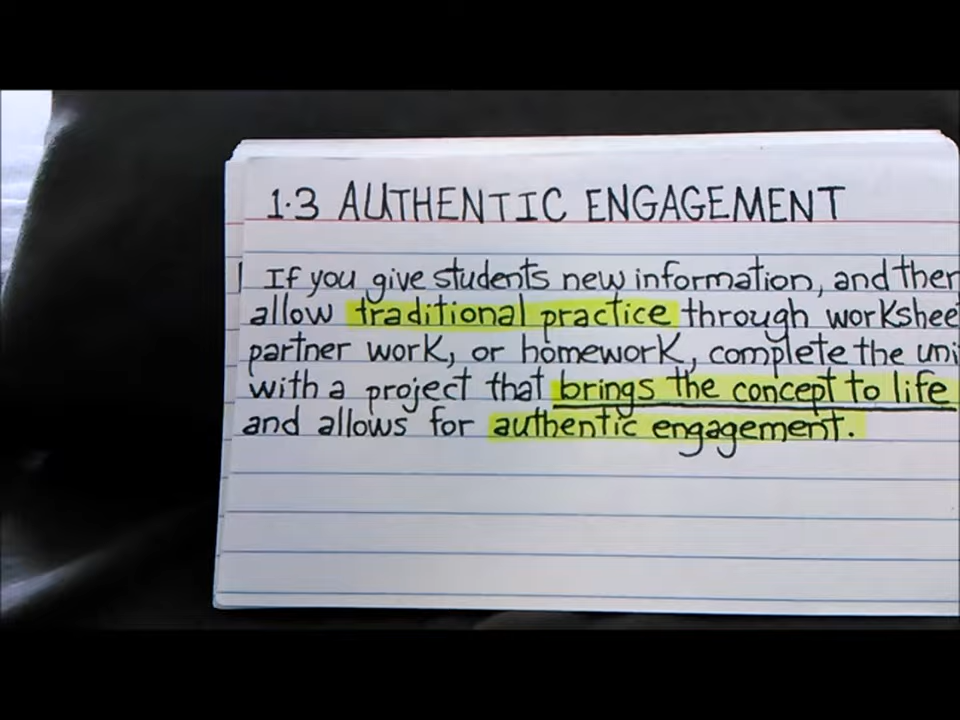 1.3 AUTHENTIC ENGAGEMENT
If you give students new information, and then
allow traditional practice through workshee
partner work, or homework, complete the uni
with a project that brings the concept to life
and allows for authentic engagement.